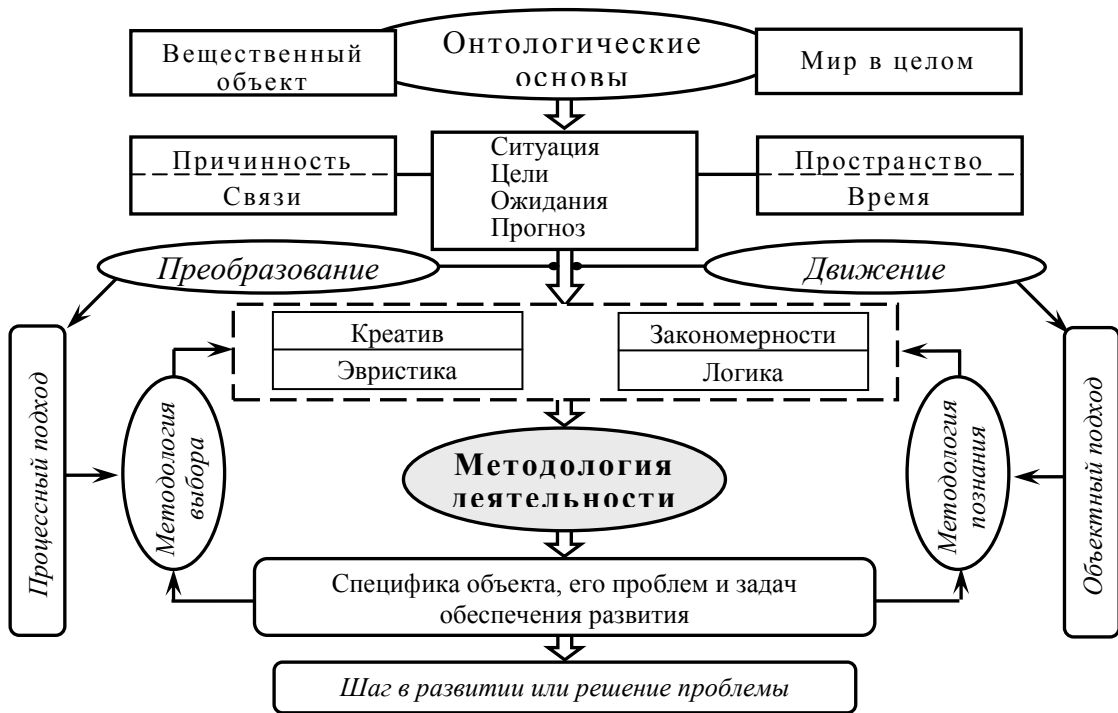 Онтологические
основы
Вещественный
объект
Мир в целом
Причинность
Связи
Ситуация
Цели
Ожидания
Прогноз
Пространство
Время
Преобразование
Движение
Креатив
Эвристика
Закономерности
Логика
Процессный подход
Методология
выбора
Методология
деятельности
Методология
познания
Объектный подход
Специфика объекта, его проблем и задач
обеспечения развития
Шаг в развитии или решение проблемы